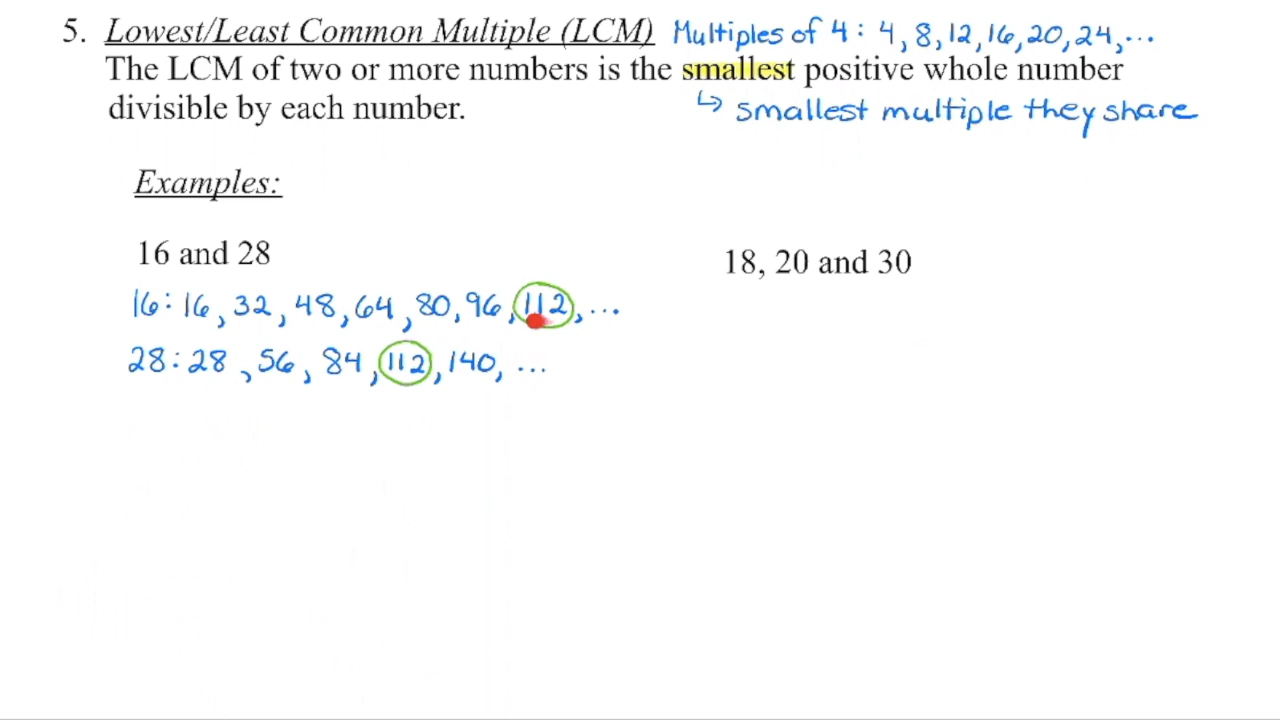 5. Lowest/Least Common Multiple (LCM) Multiples of 4: 4, 8, 12, 16, 20, 24, ...
The LCM of two or more numbers is the smallest positive whole number
divisible by each number. ↳ smallest multiple they share
Examples:
16 and 28
16: 16, 32, 48, 64, 80, 96, 112, ...
28: 28, 56, 84, 112, 140, ...
18, 20 and 30